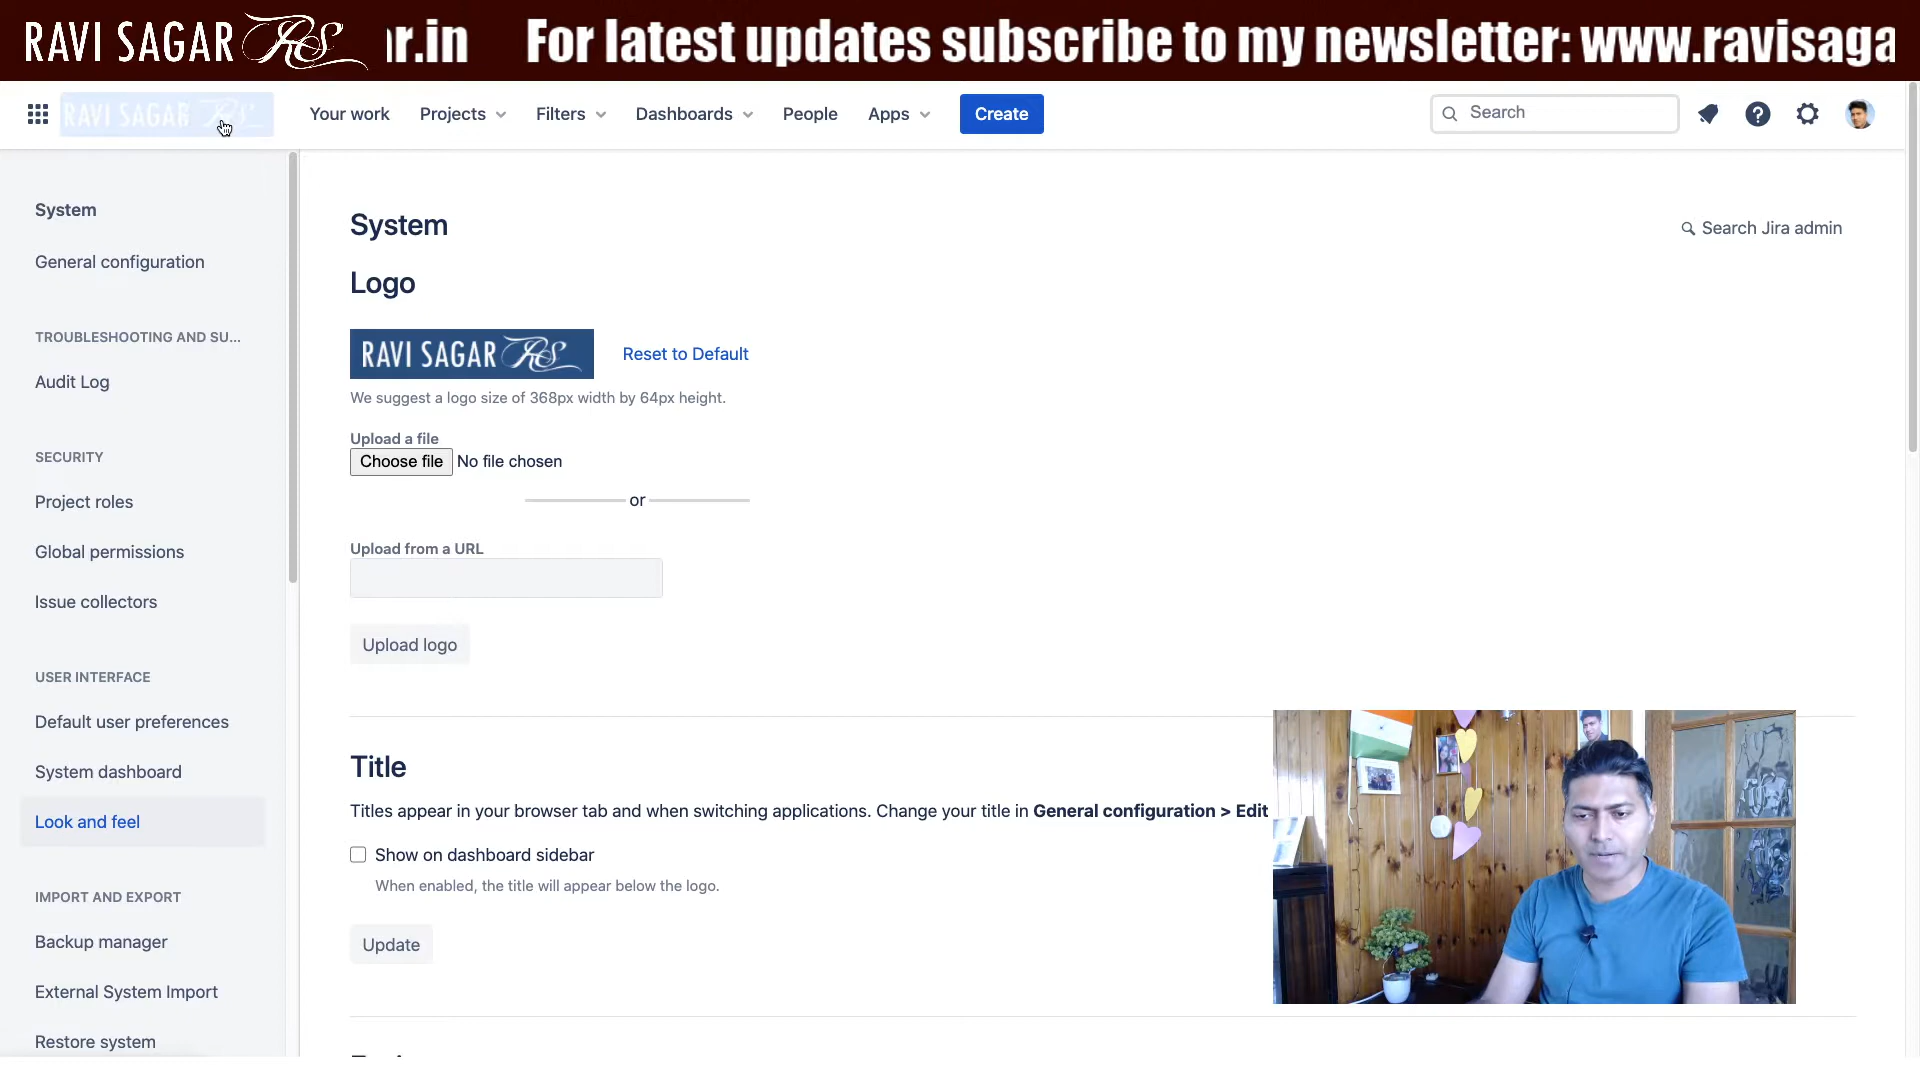 RAVI SAGAR RS
r.in For latest updates subscribe to my newsletter: www.ravisaga
RAVI SAGAR RS Your work Projects Filters Dashboards People Apps Create Search
System
General configuration
TROUBLESHOOTING AND SU...
Audit Log
SECURITY
Project roles
Global permissions
Issue collectors
USER INTERFACE
Default user preferences
System dashboard
Look and feel
IMPORT AND EXPORT
Backup manager
External System Import
Restore system
System
Search Jira admin
Logo
RAVI SAGAR RS Reset to Default
We suggest a logo size of 368px width by 64px height.
Upload a file
Choose file No file chosen
or
Upload from a URL
Upload logo
Title
Titles appear in your browser tab and when switching applications. Change your title in General configuration > Edit
Show on dashboard sidebar
When enabled, the title will appear below the logo.
Update